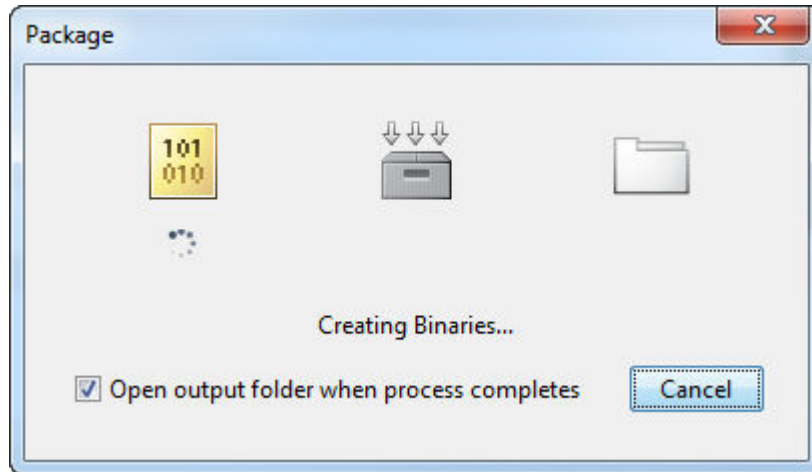 Package
101
010
Creating Binaries...
Open output folder when process completes
Cancel